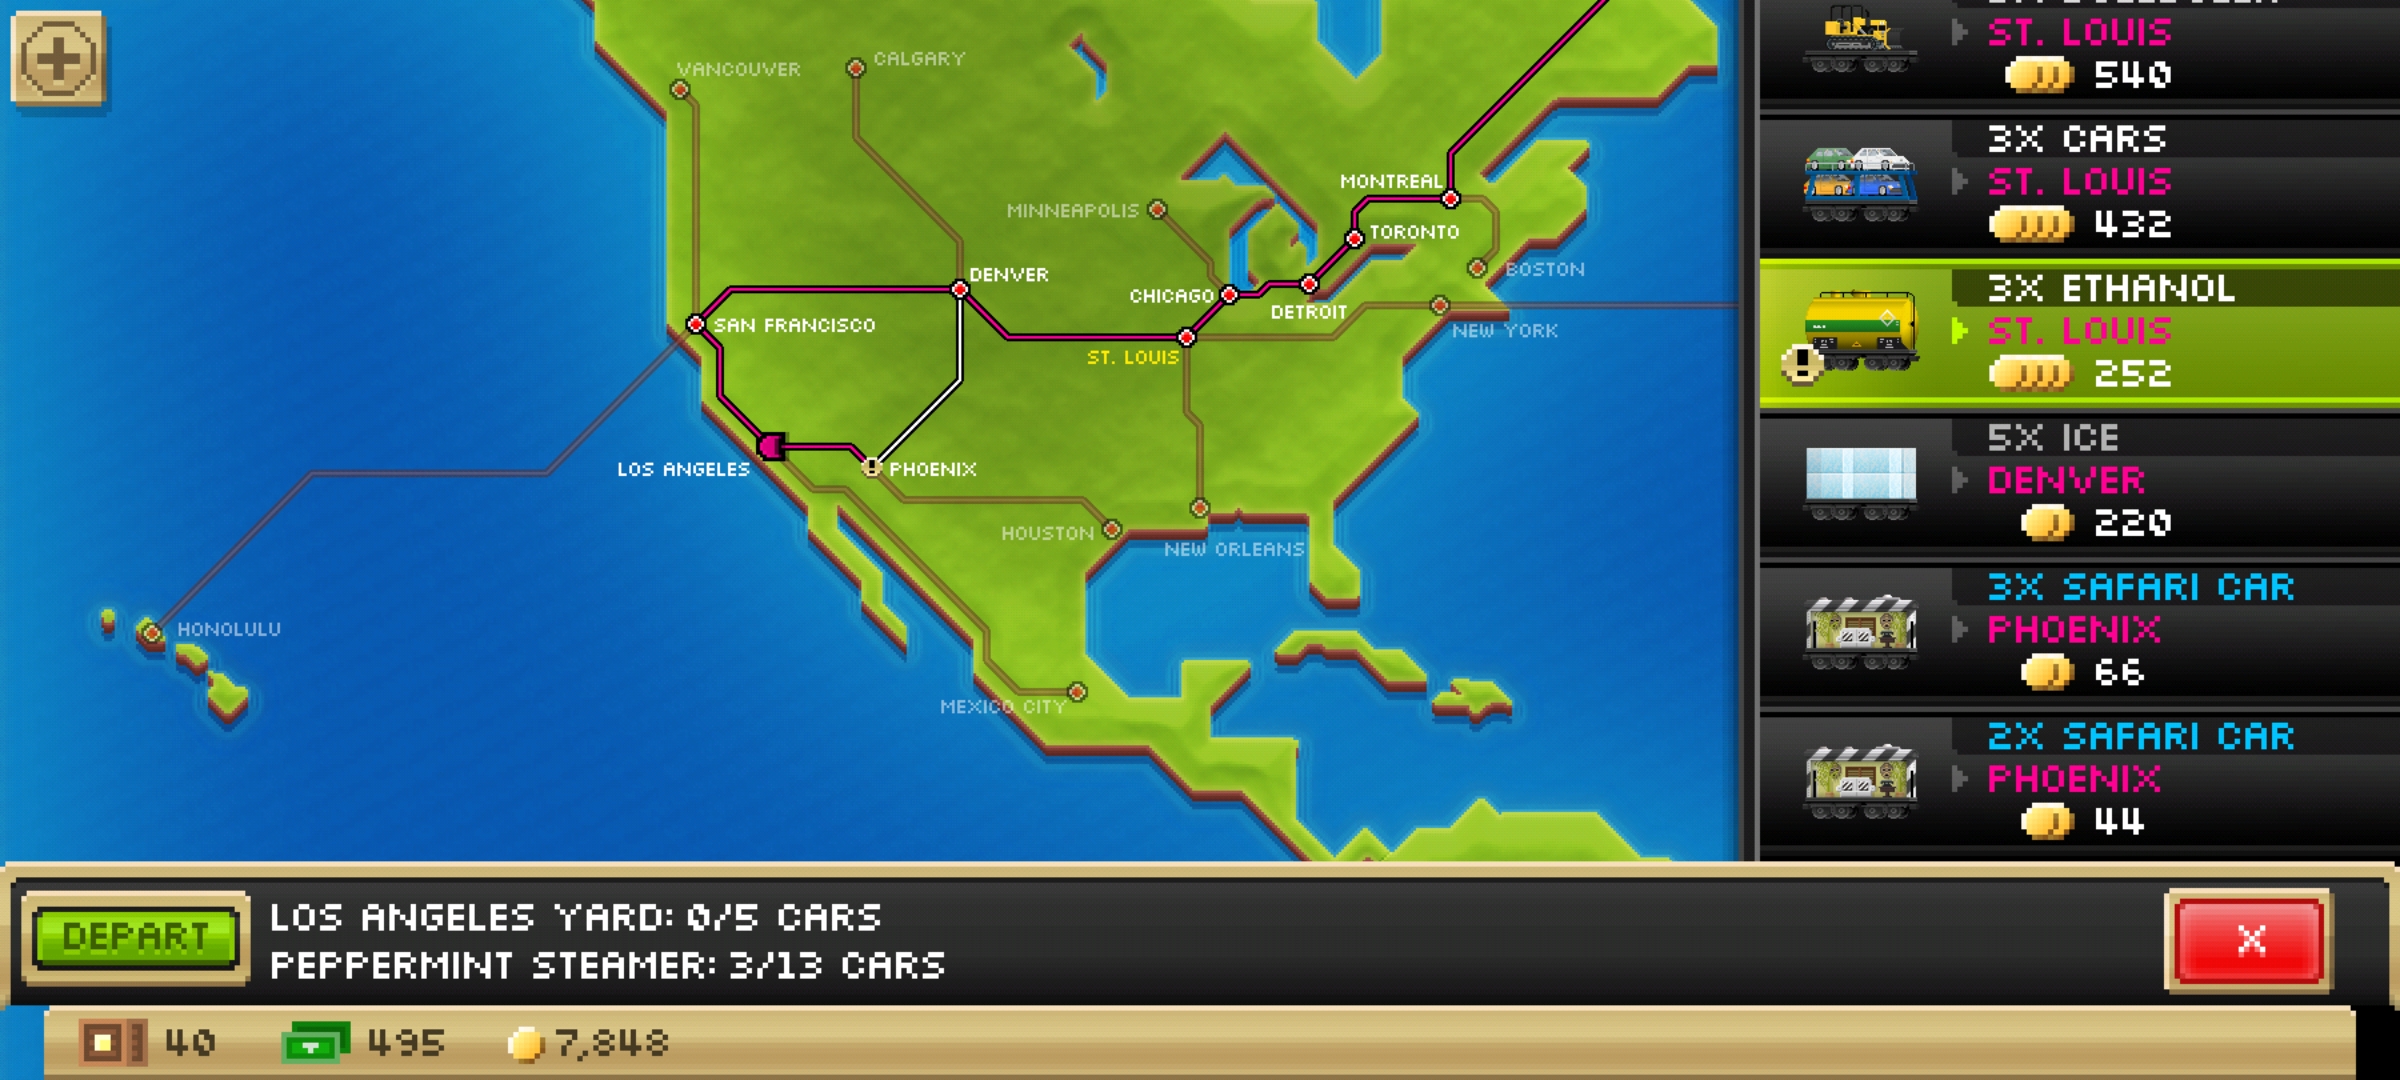 VANCOUVER
CALGARY
MINNEAPOLIS
MONTREAL
TORONTO
BOSTON
DENVER
CHICAGO
DETROIT
NEW YORK
SAN FRANCISCO
ST. LOUIS
LOS ANGELES
PHOENIX
HOUSTON
NEW ORLEANS
HONOLULU
MEXICO CITY
ST. LOUIS
540
3X CARS
ST. LOUIS
432
3X ETHANOL
ST. LOUIS
252
5X ICE
DENVER
220
3X SAFARI CAR
PHOENIX
66
2X SAFARI CAR
PHOENIX
44
DEPART
LOS ANGELES YARD: 0/5 CARS
PEPPERMINT STEAMER: 3/13 CARS
X
40
495
7,848